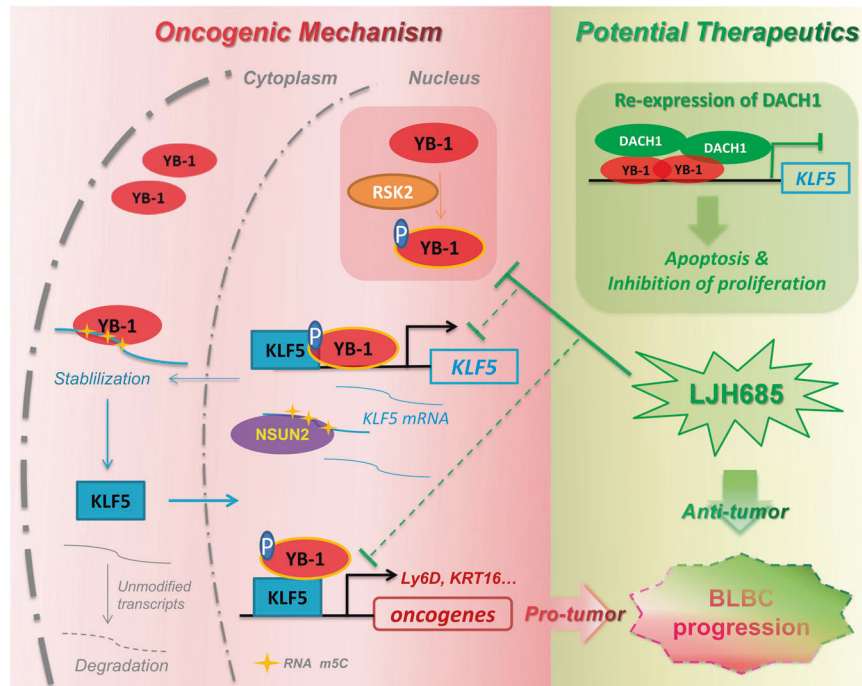 Oncogenic Mechanism
Potential Therapeutics
Cytoplasm
Nucleus
YB-1
YB-1
YB-1
RSK2
P
YB-1
Re-expression of DACH1
DACH1
DACH1
YB-1
YB-1
KLF5
Apoptosis &
Inhibition of proliferation
YB-1
Stablilization
KLF5
P
YB-1
KLF5
KLF5 mRNA
NSUN2
LJH685
KLF5
Anti-tumor
P
YB-1
KLF5
Ly6D, KRT16...
oncogenes
Pro-tumor
BLBC
progression
Unmodified
transcripts
Degradation
RNA m5C